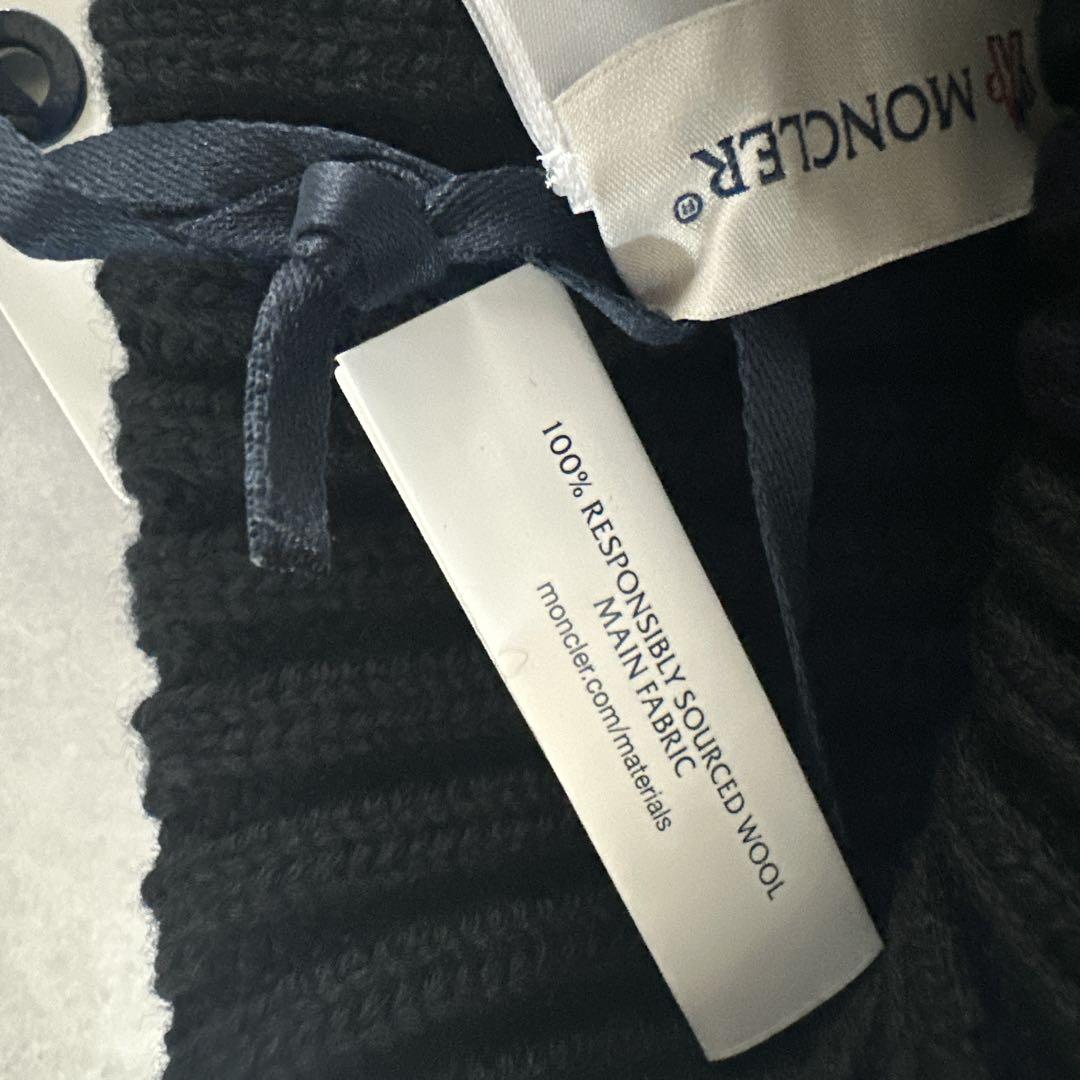 MONCLER®
100% RESPONSIBLY SOURCED WOOL
MAIN FABRIC
moncler.com/materials